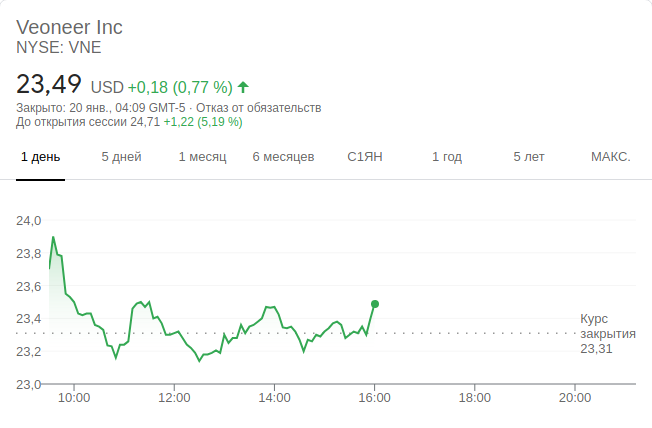 Veoneer Inc
NYSE: VNE
23,49 USD +0,18 (0,77 %)
Закрыто: 20 янв., 04:09 GMT-5 · Отказ от обязательств
До открытия сессии 24,71 +1,22 (5,19 %)
1 день 5 дней 1 месяц 6 месяцев С1ЯН 1 год 5 лет МАКС.
24,0
23,8
23,6
23,4
23,2
23,0
Курс
закрытия
23,31
10:00 12:00 14:00 16:00 18:00 20:00